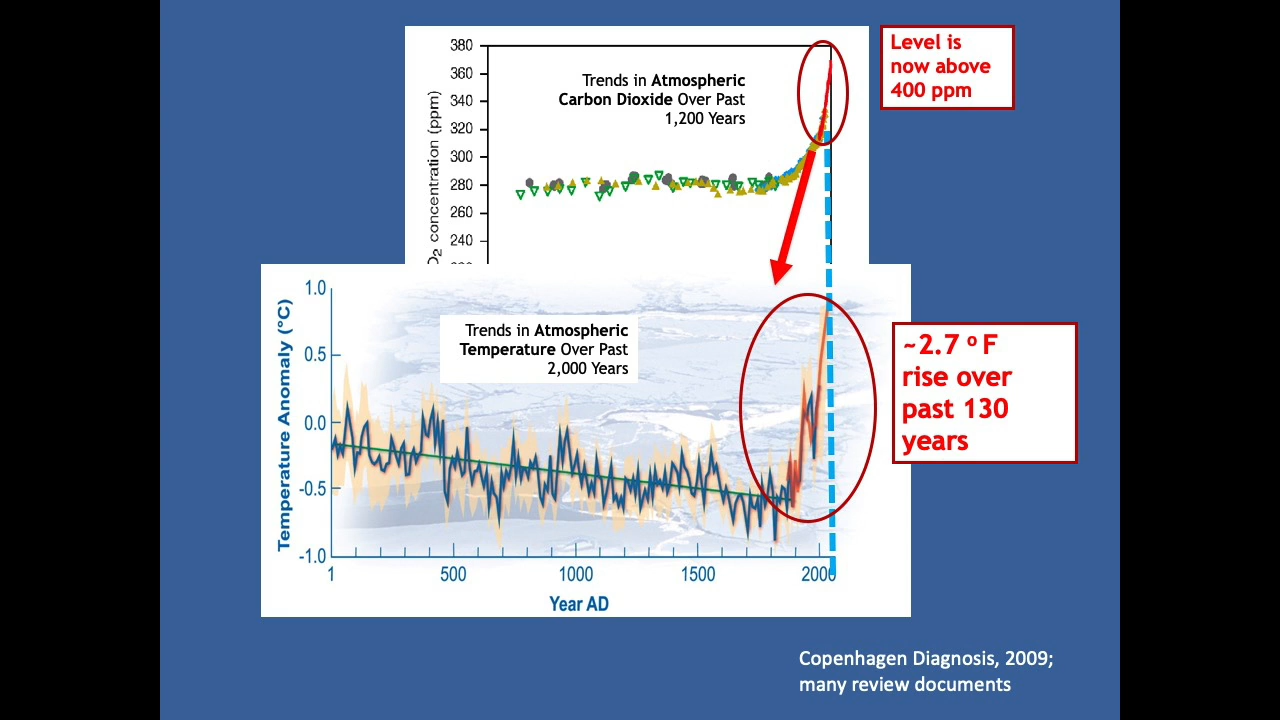 380
360
340
320
300
280
260
240
O₂ concentration (ppm)
Trends in Atmospheric
Carbon Dioxide Over Past
1,200 Years
Level is
now above
400 ppm
1.0
0.5
0.0
-0.5
-1.0
Temperature Anomaly (°C)
Trends in Atmospheric
Temperature Over Past
2,000 Years
1
500
1000
1500
2000
Year AD
~2.7 º F
rise over
past 130
years
Copenhagen Diagnosis, 2009;
many review documents